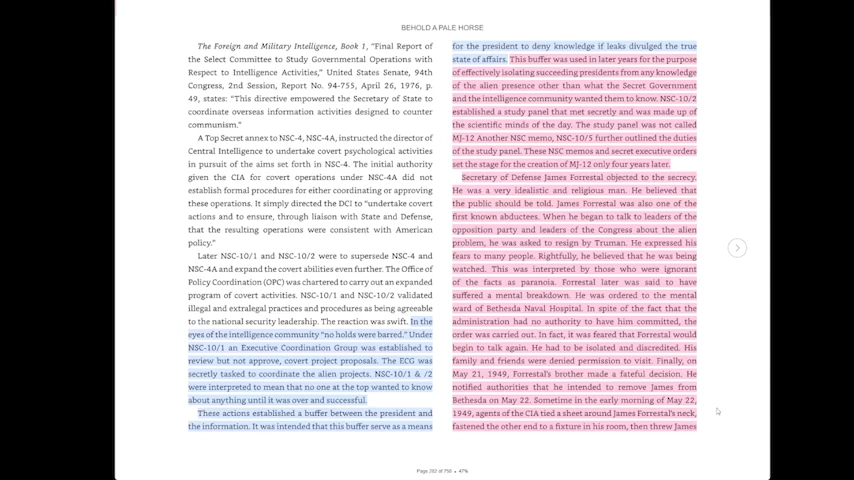 BEHOLD A PALE HORSE
The Foreign and Military Intelligence, Book 1, “Final Report of
the Select Committee to Study Governmental Operations with
Respect to Intelligence Activities,” United States Senate, 94th
Congress, 2nd Session, Report No. 94-755, April 26, 1976, p.
49, states: “This directive empowered the Secretary of State to
coordinate overseas information activities designed to counter
communism.”
A Top Secret annex to NSC-4, NSC-4A, instructed the director of
Central Intelligence to undertake covert psychological activities
in pursuit of the aims set forth in NSC-4. The initial authority
given the CIA for covert operations under NSC-4A did not
establish formal procedures for either coordinating or approving
these operations. It simply directed the DCI to “undertake covert
actions and to ensure, through liaison with State and Defense,
that the resulting operations were consistent with American
policy.”
Later NSC-10/1 and NSC-10/2 were to supersede NSC-4 and
NSC-4A and expand the covert abilities even further. The Office of
Policy Coordination (OPC) was chartered to carry out an expanded
program of covert activities. NSC-10/1 and NSC-10/2 validated
illegal and extralegal practices and procedures as being agreeable
to the national security leadership. The reaction was swift. In the
eyes of the intelligence community “no holds were barred.” Under
NSC-10/1 an Executive Coordination Group was established to
review but not approve, covert project proposals. The ECG was
secretly tasked to coordinate the alien projects. NSC-10/1 & /2
were interpreted to mean that no one at the top wanted to know
about anything until it was over and successful.
These actions established a buffer between the president and
the information. It was intended that this buffer serve as a means
for the president to deny knowledge if leaks divulged the true
state of affairs. This buffer was used in later years for the purpose
of effectively isolating succeeding presidents from any knowledge
of the alien presence other than what the Secret Government
and the intelligence community wanted them to know. NSC-10/2
established a study panel that met secretly and was made up of
the scientific minds of the day. The study panel was not called
MJ-12 Another NSC memo, NSC-10/5 further outlined the duties
of the study panel. These NSC memos and secret executive orders
set the stage for the creation of MJ-12 only four years later.
Secretary of Defense James Forrestal objected to the secrecy.
He was a very idealistic and religious man. He believed that
the public should be told. James Forrestal was also one of the
first known abductees. When he began to talk to leaders of the
opposition party and leaders of the Congress about the alien
problem, he was asked to resign by Truman. He expressed his
fears to many people. Rightfully, he believed that he was being
watched. This was interpreted by those who were ignorant
of the facts as paranoia. Forrestal later was said to have
suffered a mental breakdown. He was ordered to the mental
ward of Bethesda Naval Hospital. In spite of the fact that the
administration had no authority to have him committed, the
order was carried out. In fact, it was feared that Forrestal would
begin to talk again. He had to be isolated and discredited. His
family and friends were denied permission to visit. Finally, on
May 21, 1949, Forrestal’s brother made a fateful decision. He
notified authorities that he intended to remove James from
Bethesda on May 22. Sometime in the early morning of May 22,
1949, agents of the CIA tied a sheet around James Forrestal’s neck,
fastened the other end to a fixture in his room, then threw James
Page 282 of 758 • 47%